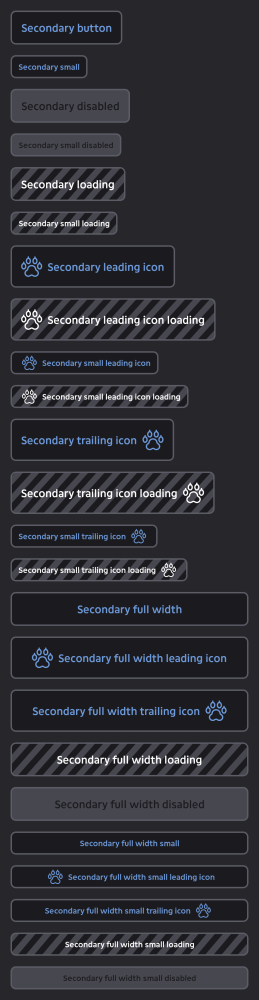 Secondary button
Secondary small
Secondary disabled
Secondary small disabled
Secondary loading
Secondary small loading
Secondary leading icon
Secondary leading icon loading
Secondary small leading icon
Secondary small leading icon loading
Secondary trailing icon
Secondary trailing icon loading
Secondary small trailing icon
Secondary small trailing icon loading
Secondary full width
Secondary full width leading icon
Secondary full width trailing icon
Secondary full width loading
Secondary full width disabled
Secondary full width small
Secondary full width small leading icon
Secondary full width small trailing icon
Secondary full width small loading
Secondary full width small disabled